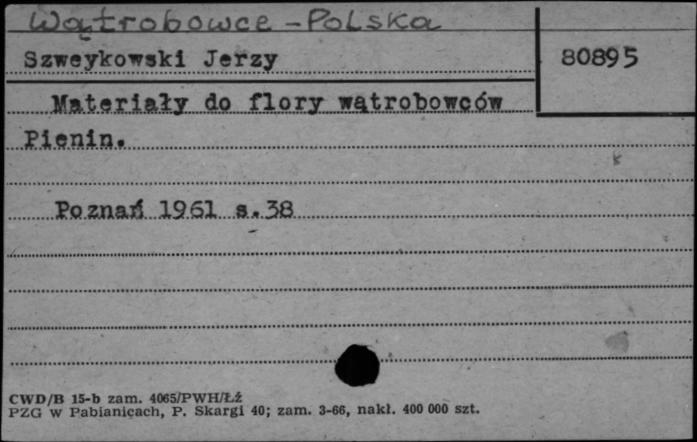 Wątrobowce - Polska
Szweykowski Jerzy
80895
Materiały do flory wątrobowców
Pienin.
k
Poznań 1961 s.38
CWD/B 15-b zam. 4065/PWH/Łź
PZG w Pabianicach, P. Skargi 40; zam. 3-66, nakł. 400 000 szt.